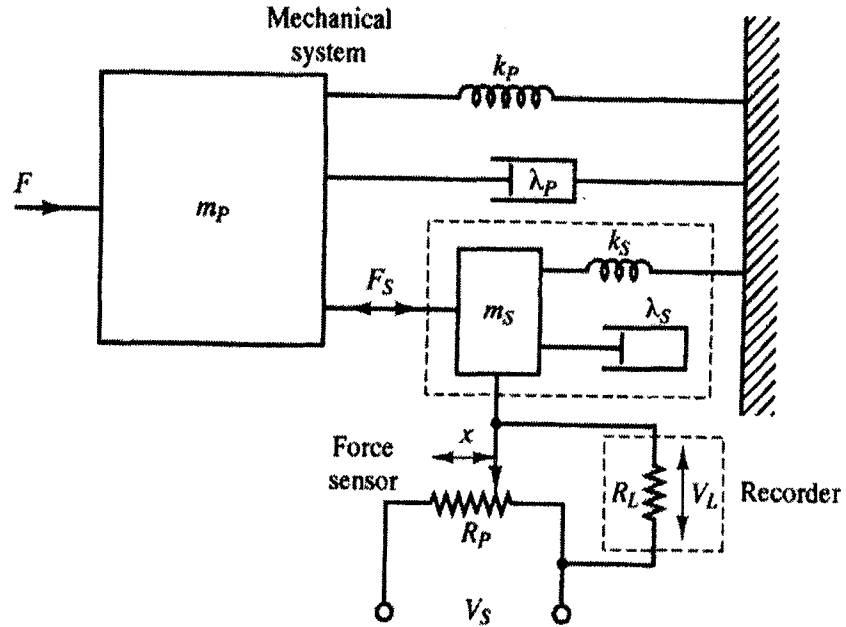 Mechanical
system
k_P
F
m_P
λ_P
k_S
F_S
m_S
λ_S
x
Force
sensor
R_L
V_L
Recorder
R_P
V_S